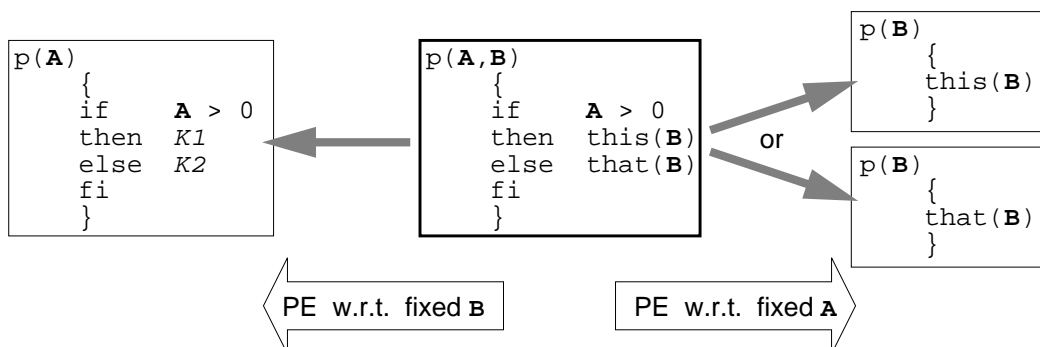 p(A)
{
if A > 0
then K1
else K2
fi
}
p(A,B)
{
if A > 0
then this(B)
else that(B)
fi
}
or
p(B)
{
this(B)
}
p(B)
{
that(B)
}
PE w.r.t. fixed B
PE w.r.t. fixed A